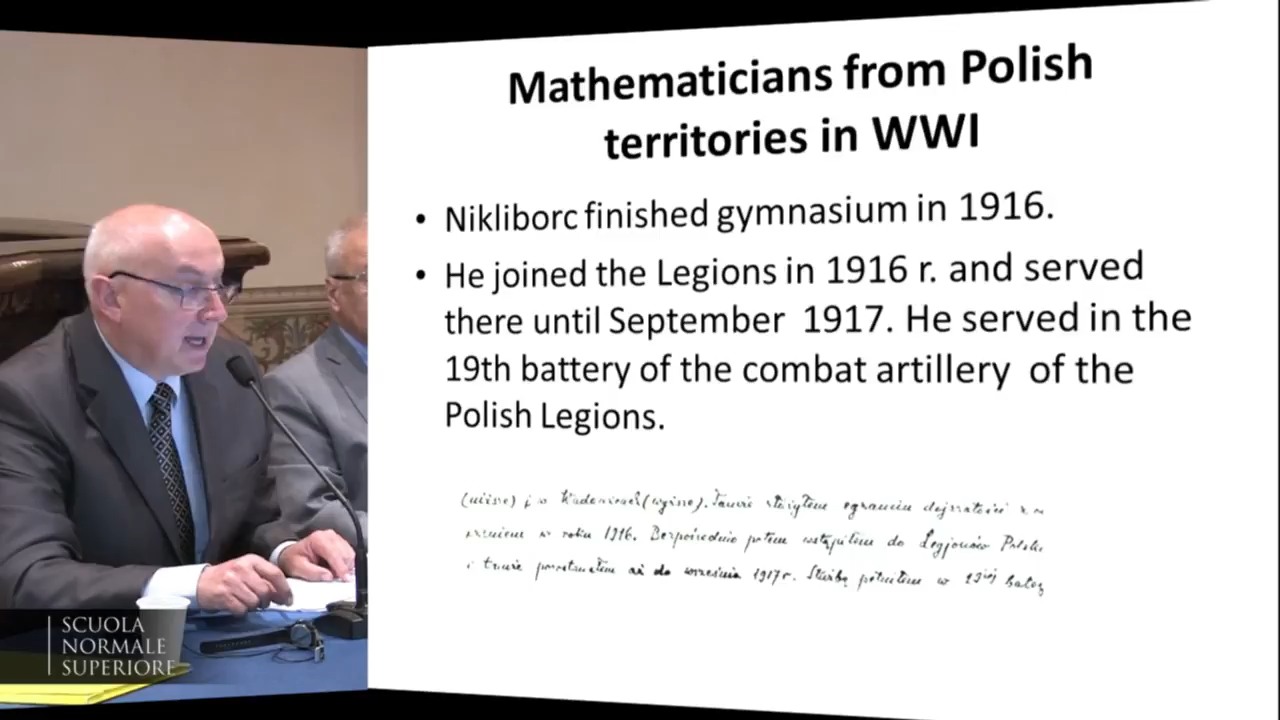 Mathematicians from Polish
territories in WWI
• Nikliborc finished gymnasium in 1916.
• He joined the Legions in 1916 r. and served
there until September 1917. He served in the
19th battery of the combat artillery of the
Polish Legions.
w roku 1916. Bezpośrednio potem wstąpiłem do Legjonów
aż do września 1917 r. Służbę pełniłem w
SCUOLA
NORMALE
SUPERIORE